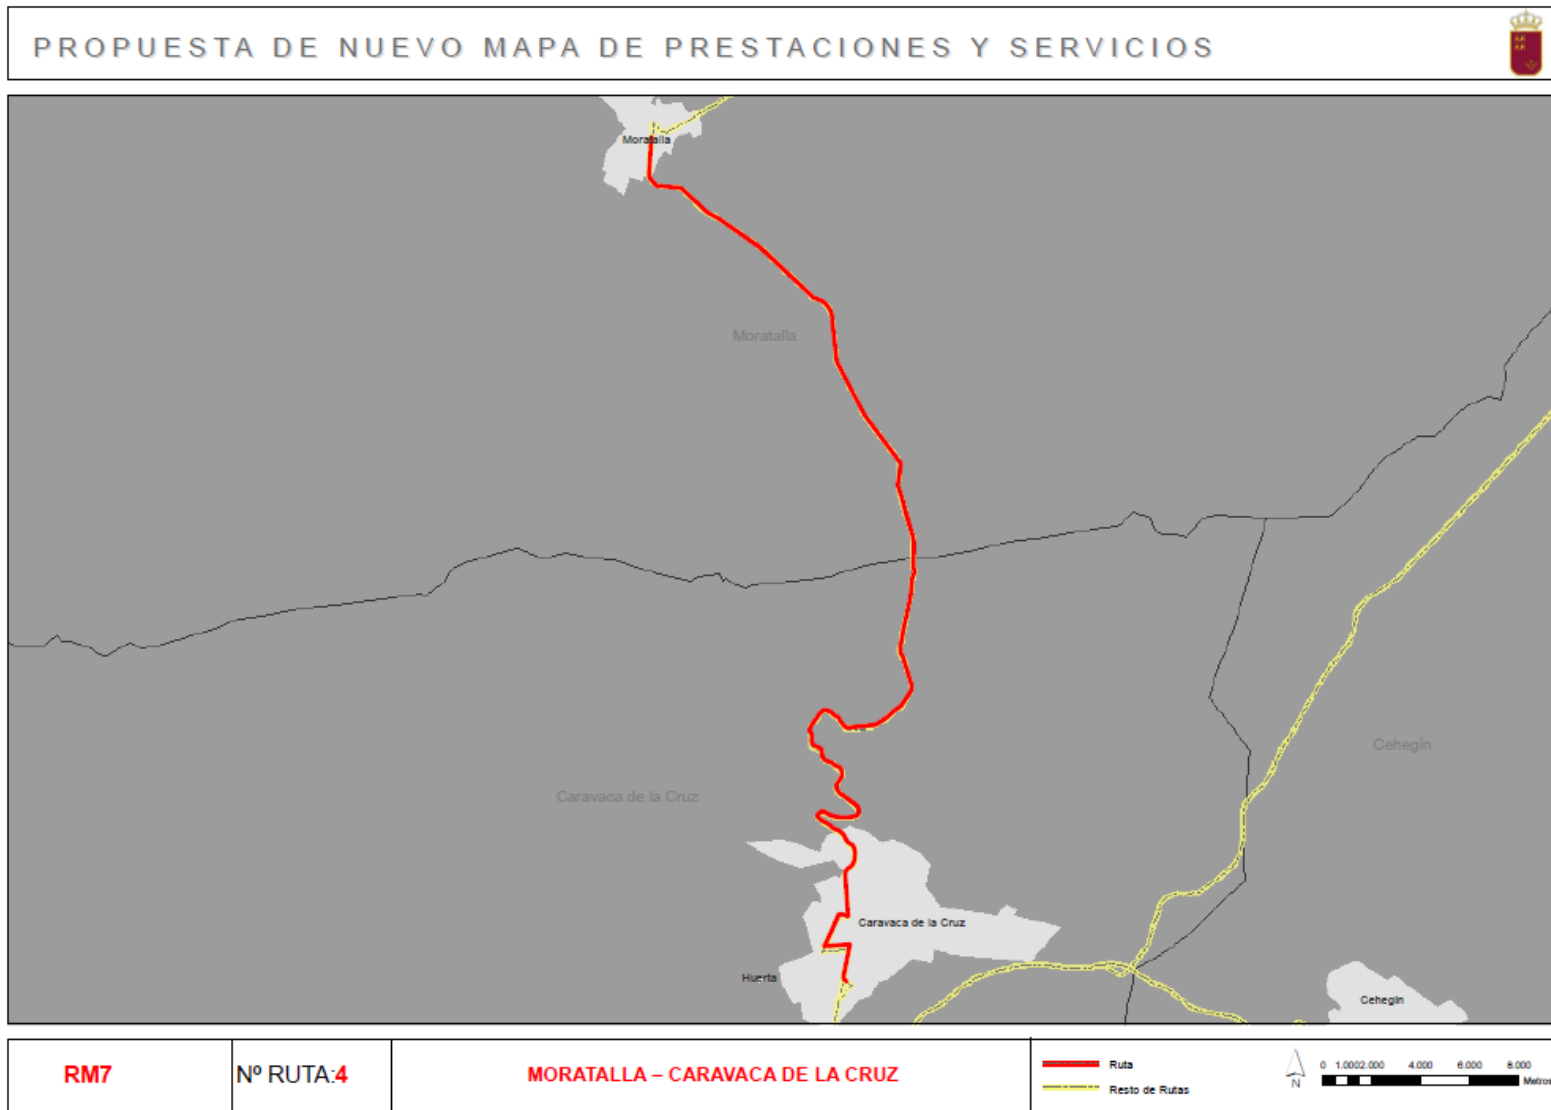 PROPUESTA DE NUEVO MAPA DE PRESTACIONES Y SERVICIOS
Moratalla
Moratalla
Cehegín
Caravaca de la Cruz
Caravaca de la Cruz
Huerta
Cehegín
RM7
Nº RUTA:4
MORATALLA – CARAVACA DE LA CRUZ
Ruta
Resto de Rutas
N
0 1.0002.000 4.000 6.000 8.000
Metros